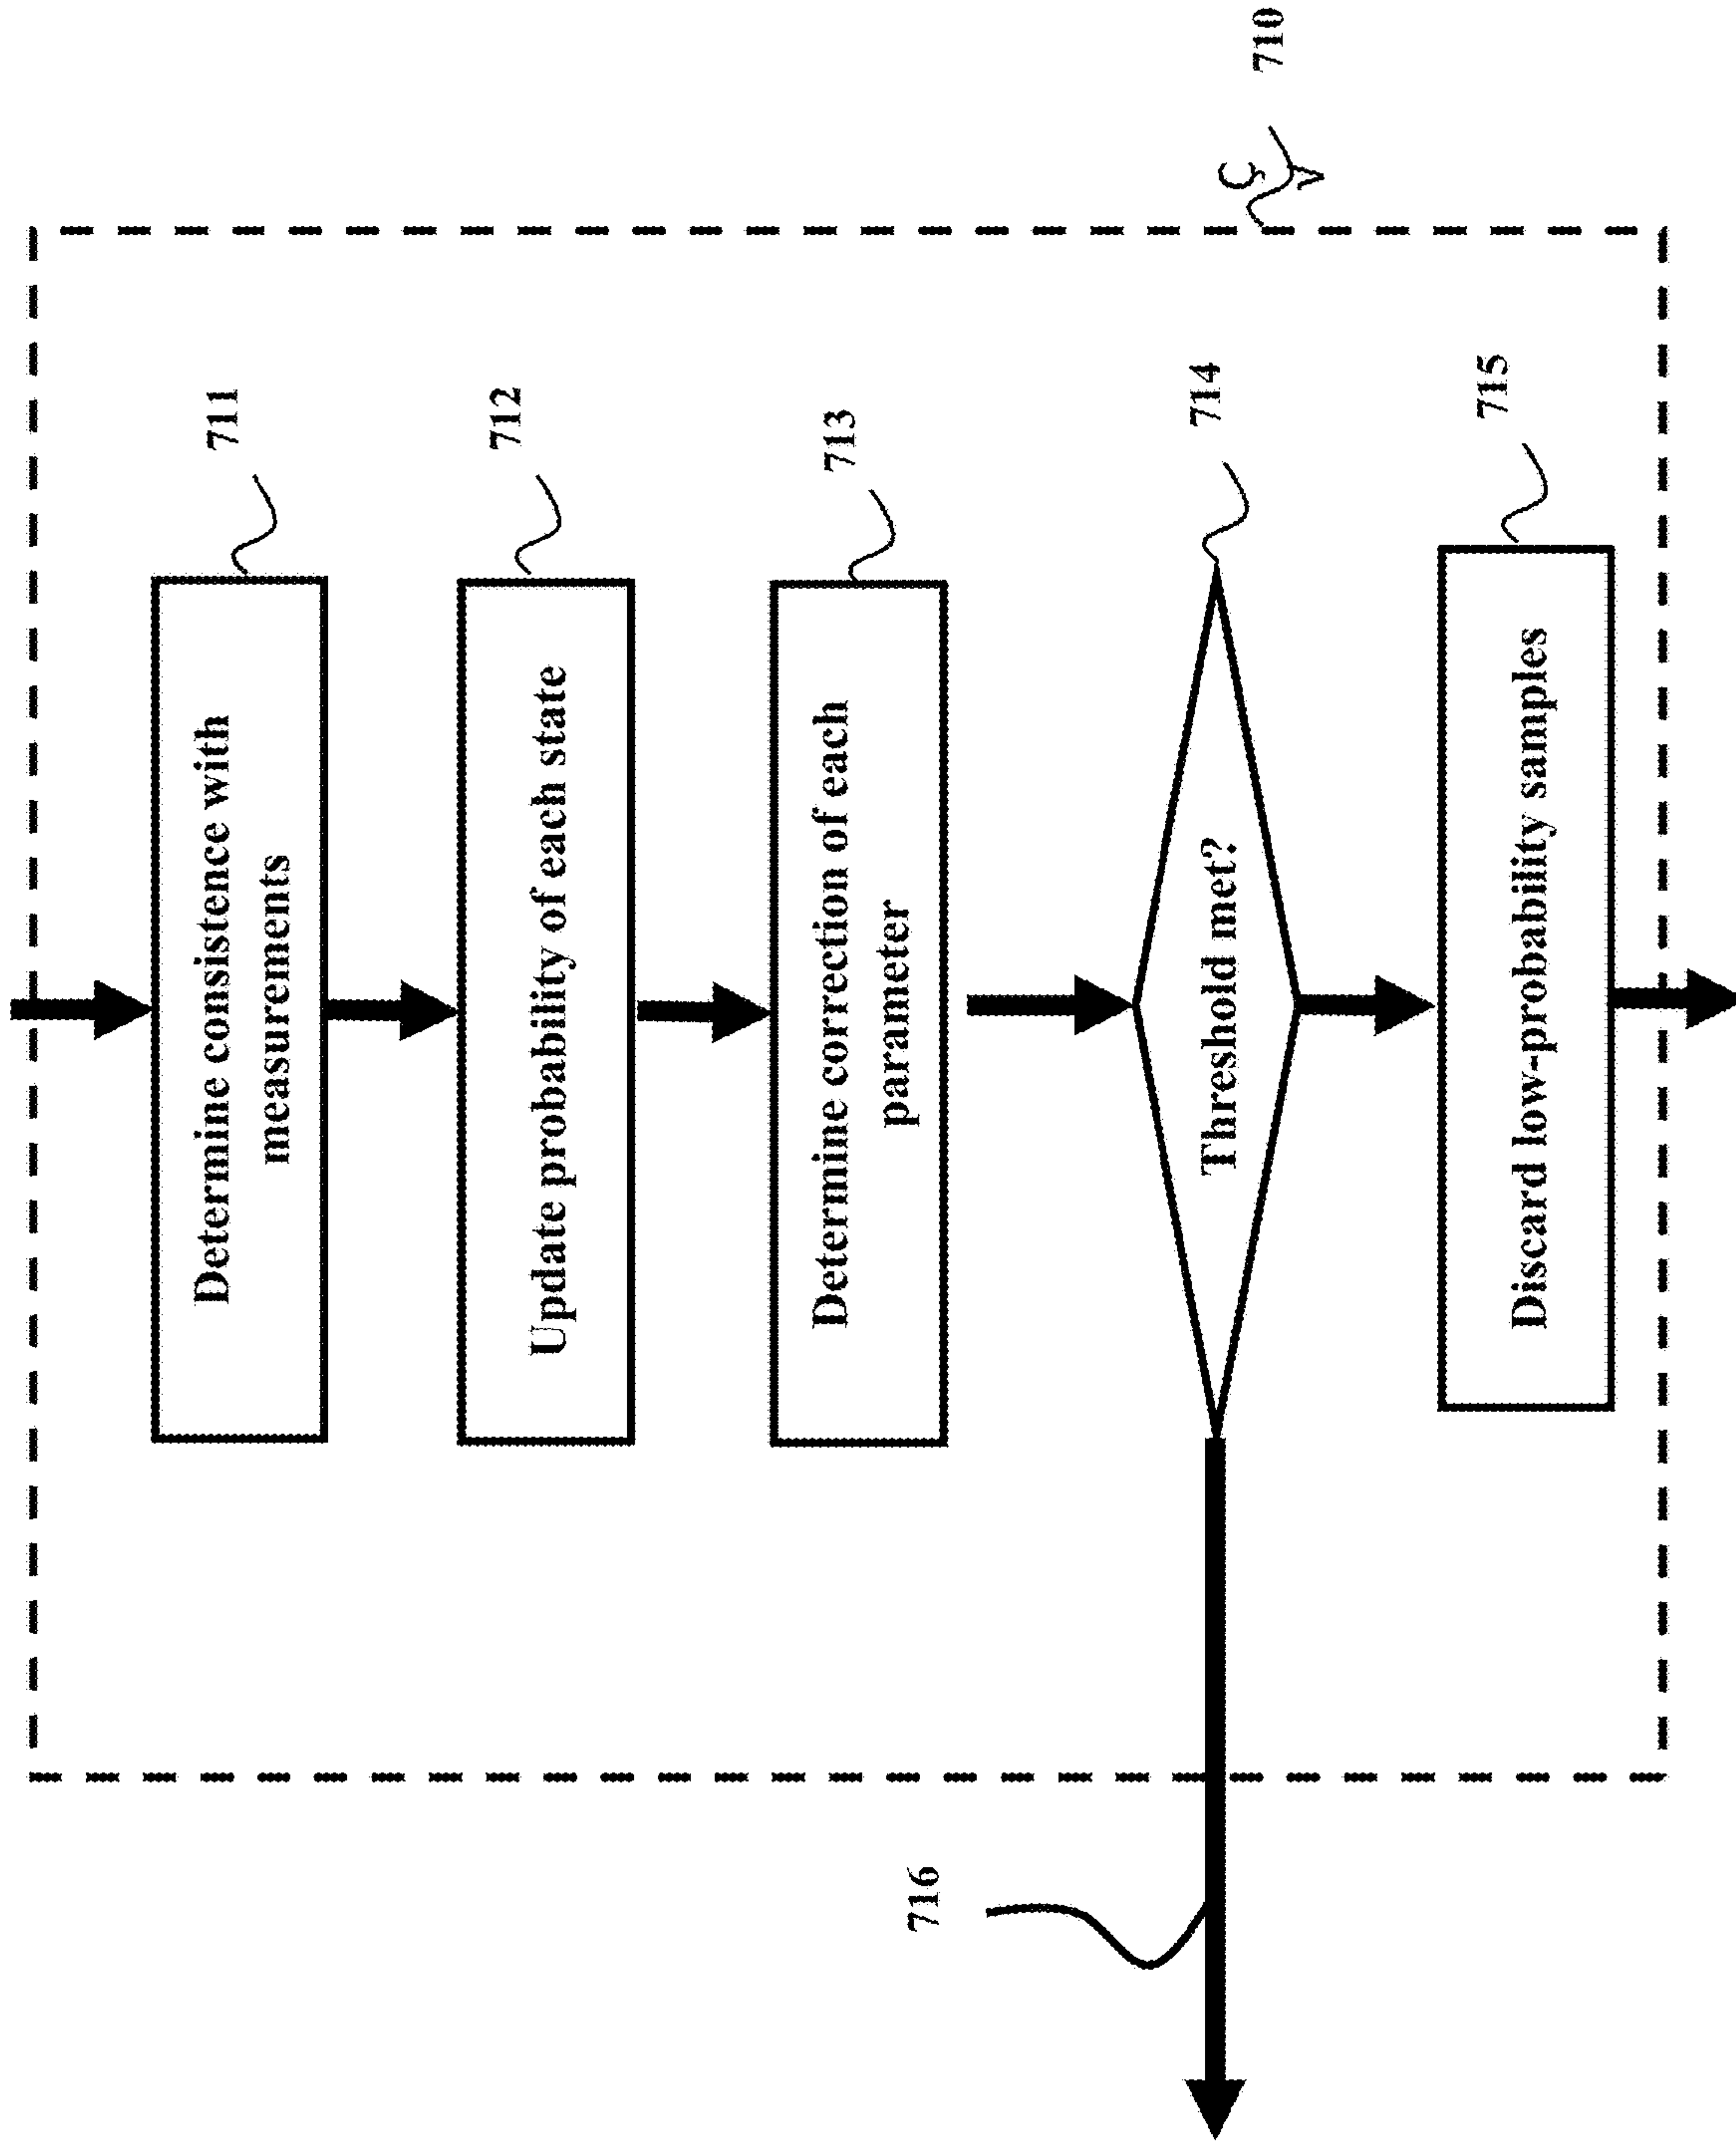 710
Determine consistence with
measurements
711
Update probability of each state
712
Determine correction of each
parameter
713
Threshold met?
714
716
Discard low-probability samples
715